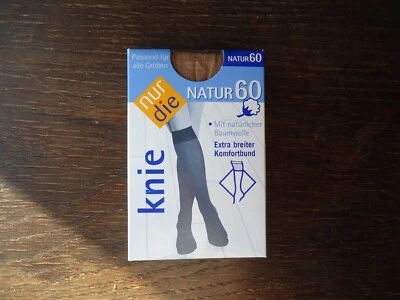 Passend für
alle Größen
NATUR 60
nur
die
NATUR 60
• Mit natürlicher
Baumwolle
Extra breiter
Komfortbund
knie